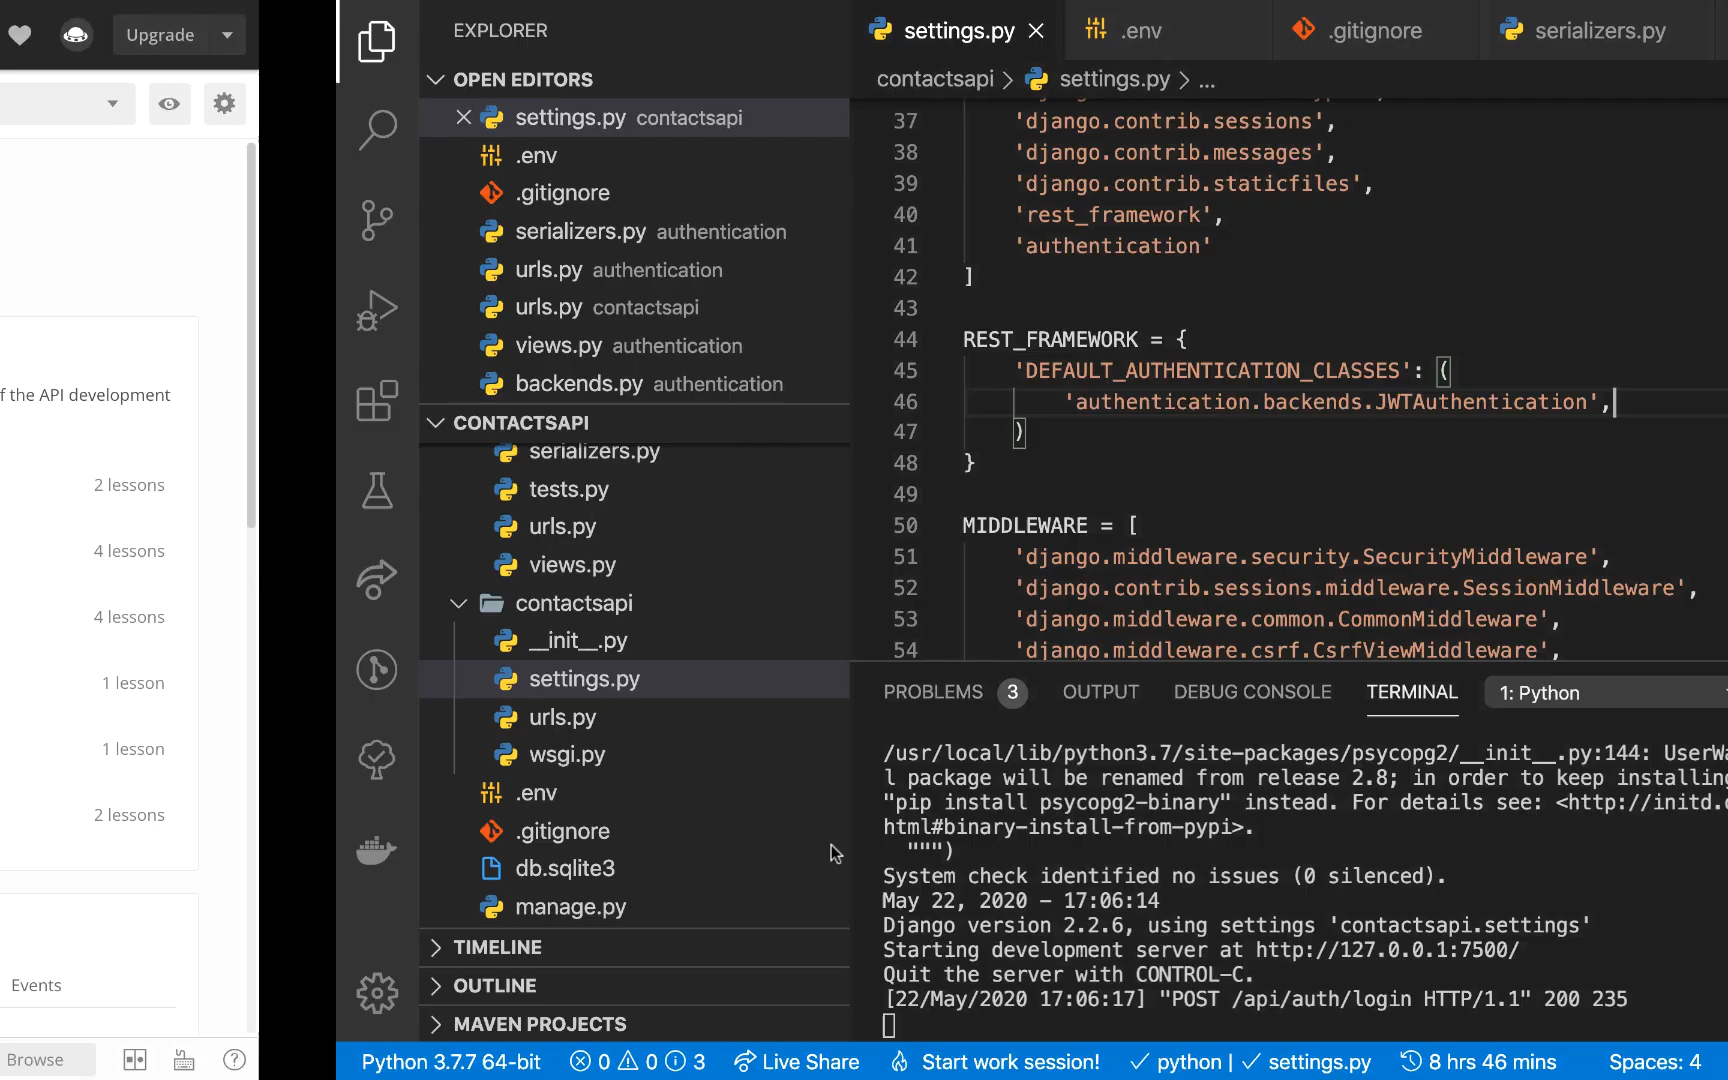 Upgrade
f the API development
2 lessons
4 lessons
4 lessons
1 lesson
1 lesson
2 lessons
Events
Browse
EXPLORER
OPEN EDITORS
settings.py contactsapi
.env
.gitignore
serializers.py authentication
urls.py authentication
urls.py contactsapi
views.py authentication
backends.py authentication
CONTACTSAPI
serializers.py
tests.py
urls.py
views.py
contactsapi
__init__.py
settings.py
urls.py
wsgi.py
.env
.gitignore
db.sqlite3
manage.py
TIMELINE
OUTLINE
MAVEN PROJECTS
settings.py .env .gitignore serializers.py
contactsapi > settings.py > ...
37 'django.contrib.sessions',
38 'django.contrib.messages',
39 'django.contrib.staticfiles',
40 'rest_framework',
41 'authentication'
42 ]
43
44 REST_FRAMEWORK = {
45 'DEFAULT_AUTHENTICATION_CLASSES': (
46 'authentication.backends.JWTAuthentication',
47 )
48 }
49
50 MIDDLEWARE = [
51 'django.middleware.security.SecurityMiddleware',
52 'django.contrib.sessions.middleware.SessionMiddleware',
53 'django.middleware.common.CommonMiddleware',
54 'django.middleware.csrf.CsrfViewMiddleware',
PROBLEMS 3 OUTPUT DEBUG CONSOLE TERMINAL 1: Python
/usr/local/lib/python3.7/site-packages/psycopg2/__init__.py:144: UserWa
l package will be renamed from release 2.8; in order to keep installing
"pip install psycopg2-binary" instead. For details see: <http://initd.o
html#binary-install-from-pypi>.
""")
System check identified no issues (0 silenced).
May 22, 2020 - 17:06:14
Django version 2.2.6, using settings 'contactsapi.settings'
Starting development server at http://127.0.0.1:7500/
Quit the server with CONTROL-C.
[22/May/2020 17:06:17] "POST /api/auth/login HTTP/1.1" 200 235
Python 3.7.7 64-bit 0 0 3 Live Share Start work session! python | settings.py 8 hrs 46 mins Spaces: 4